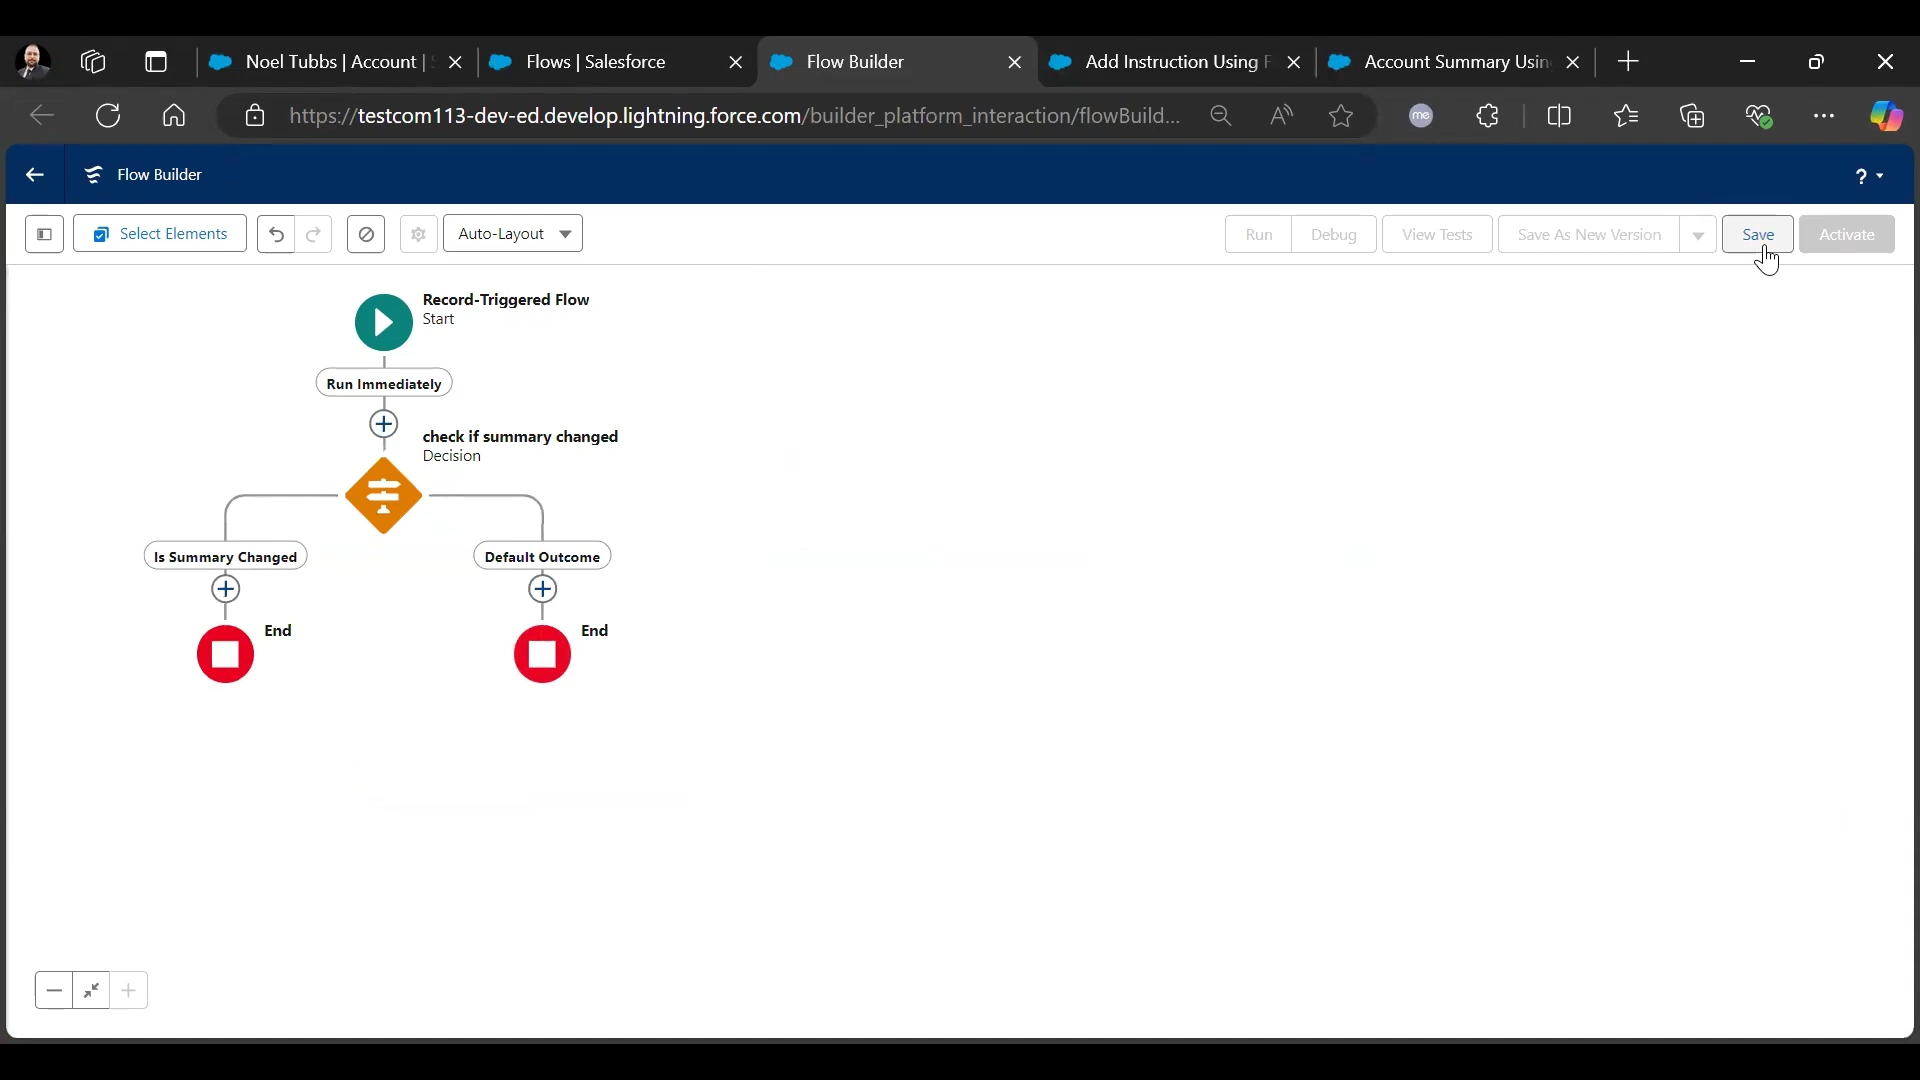 Noel Tubbs | Account |
Flows | Salesforce
Flow Builder
Add Instruction Using F
Account Summary Usin
https://testcom113-dev-ed.develop.lightning.force.com/builder_platform_interaction/flowBuild...
me
Flow Builder
?
Select Elements
Auto-Layout
Run
Debug
View Tests
Save As New Version
Save
Activate
Record-Triggered Flow
Start
Run Immediately
check if summary changed
Decision
Is Summary Changed
Default Outcome
End
End